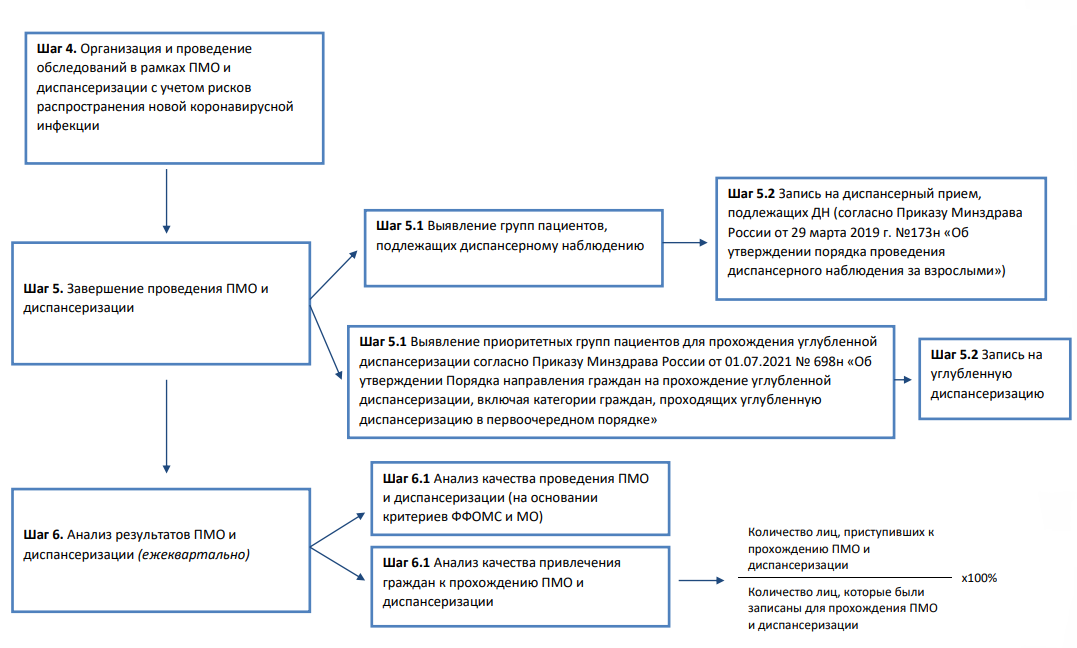 Шаг 4. Организация и проведение
обследований в рамках ПМО и
диспансеризации с учетом рисков
распространения новой коронавирусной
инфекции
Шаг 5. Завершение проведения ПМО и
диспансеризации
Шаг 5.1 Выявление групп пациентов,
подлежащих диспансерному наблюдению
Шаг 5.2 Запись на диспансерный прием,
подлежащих ДН (согласно Приказу Минздрава
России от 29 марта 2019 г. №173н «Об
утверждении порядка проведения
диспансерного наблюдения за взрослыми»)
Шаг 5.1 Выявление приоритетных групп пациентов для прохождения углубленной
диспансеризации согласно Приказу Минздрава России от 01.07.2021 № 698н «Об
утверждении Порядка направления граждан на прохождение углубленной
диспансеризации, включая категории граждан, проходящих углубленную
диспансеризацию в первоочередном порядке»
Шаг 5.2 Запись на
углубленную
диспансеризацию
Шаг 6. Анализ результатов ПМО и
диспансеризации (ежеквартально)
Шаг 6.1 Анализ качества проведения ПМО
и диспансеризации (на основании
критериев ФФОМС и МО)
Шаг 6.1 Анализ качества привлечения
граждан к прохождению ПМО и
диспансеризации
Количество лиц, приступивших к
прохождению ПМО и
диспансеризации
х100%
Количество лиц, которые были
записаны для прохождения ПМО
и диспансеризации